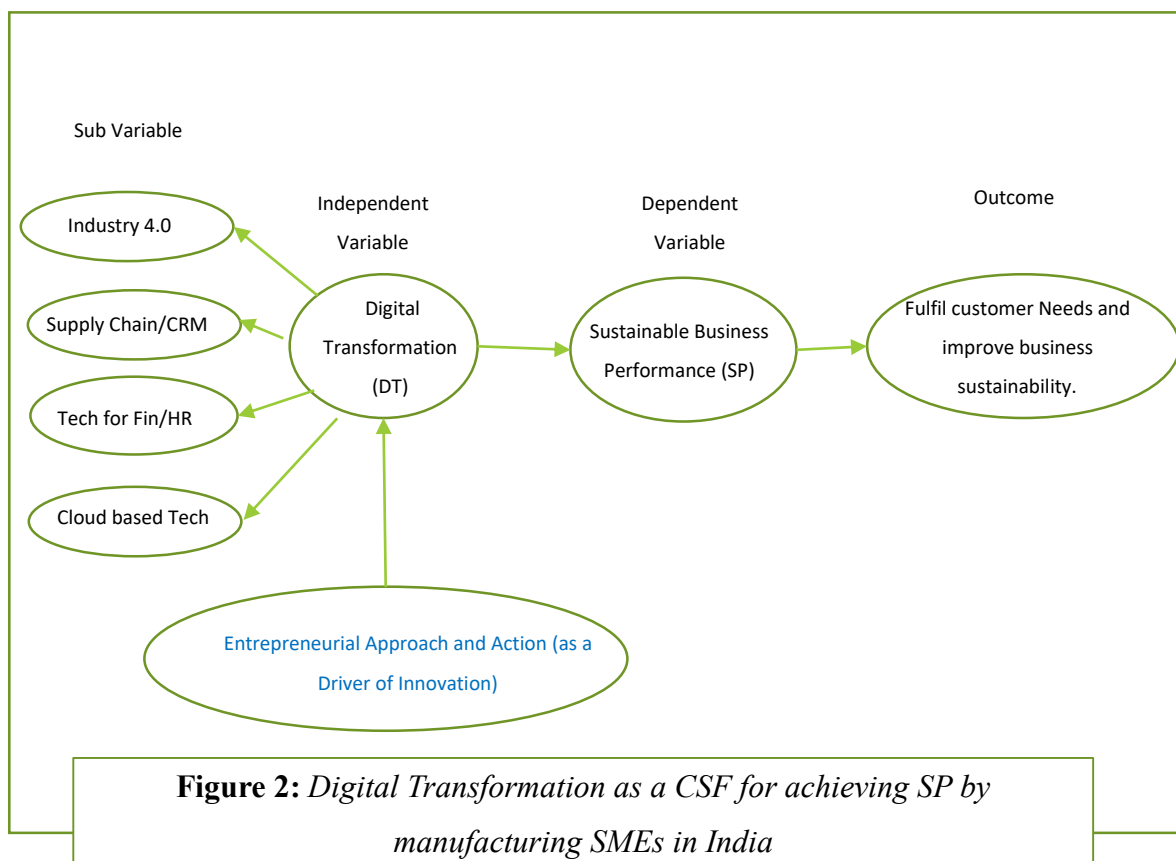 Sub Variable
Industry 4.0
Supply Chain/CRM
Tech for Fin/HR
Cloud based Tech
Independent
Variable
Digital
Transformation
(DT)
Dependent
Variable
Sustainable Business
Performance (SP)
Outcome
Fulfil customer Needs and
improve business
sustainability.
Entrepreneurial Approach and Action (as a
Driver of Innovation)
Figure 2: Digital Transformation as a CSF for achieving SP by
manufacturing SMEs in India